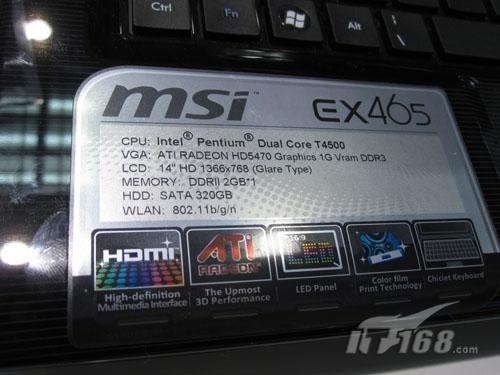 Ctrl
Fn
Alt
msi™
EX465
CPU: Intel® Pentium® Dual Core T4500
VGA: ATI RADEON HD5470 Graphics 1G Vram DDR3
LCD: 14" HD 1366x768 (Glare Type)
MEMORY: DDRII 2GB*1
HDD: SATA 320GB
WLAN: 802.11b/g/n
HDMI
ATI
RADEON
16:9
LED
High-definition
Multimedia Interface
The Upmost
3D Performance
LED Panel
Color film
Print Technology
Chiclet Keyboard
IT168.com